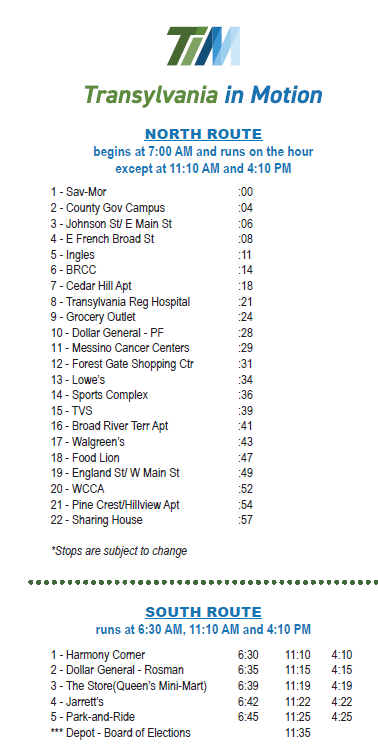 TIM
Transylvania in Motion
NORTH ROUTE
begins at 7:00 AM and runs on the hour
except at 11:10 AM and 4:10 PM
1 - Sav-Mor :00
2 - County Gov Campus :04
3 - Johnson St/ E Main St :06
4 - E French Broad St :08
5 - Ingles :11
6 - BRCC :14
7 - Cedar Hill Apt :18
8 - Transylvania Reg Hospital :21
9 - Grocery Outlet :24
10 - Dollar General - PF :28
11 - Messino Cancer Centers :29
12 - Forest Gate Shopping Ctr :31
13 - Lowe's :34
14 - Sports Complex :36
15 - TVS :39
16 - Broad River Terr Apt :41
17 - Walgreen's :43
18 - Food Lion :47
19 - England St/ W Main St :49
20 - WCCA :52
21 - Pine Crest/Hillview Apt :54
22 - Sharing House :57
*Stops are subject to change
SOUTH ROUTE
runs at 6:30 AM, 11:10 AM and 4:10 PM
1 - Harmony Corner 6:30 11:10 4:10
2 - Dollar General - Rosman 6:35 11:15 4:15
3 - The Store(Queen's Mini-Mart) 6:39 11:19 4:19
4 - Jarrett's 6:42 11:22 4:22
5 - Park-and-Ride 6:45 11:25 4:25
*** Depot - Board of Elections 11:35